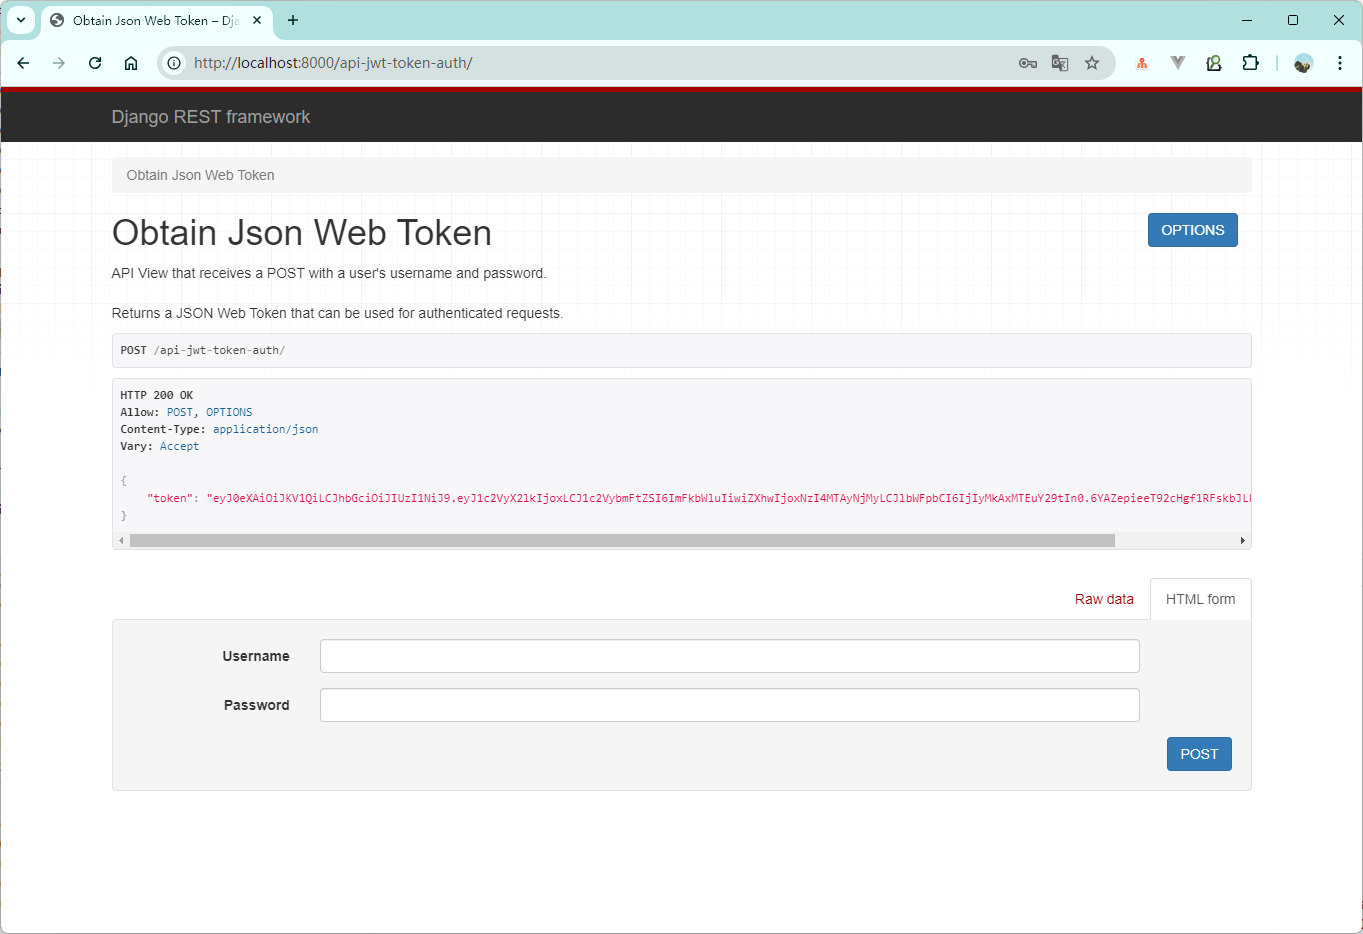 Obtain Json Web Token – Dja
http://localhost:8000/api-jwt-token-auth/
Django REST framework
Obtain Json Web Token
Obtain Json Web Token
OPTIONS
API View that receives a POST with a user's username and password.
Returns a JSON Web Token that can be used for authenticated requests.
POST /api-jwt-token-auth/
HTTP 200 OK
Allow: POST, OPTIONS
Content-Type: application/json
Vary: Accept
{
"token": "eyJ0eXAiOiJKV1QiLCJhbGciOiJIUzI1NiJ9.eyJ1c2VyX2lkIjoxLCJ1c2VybmFtZSI6ImFkbWluIiwiZXhwIjoxNzI4MTAyNjMyLCJlbWFpbCI6IjIyMkAxMTEuY29tIn0.6YAZepieeT92cHgf1RFskbJLH
}
Raw data
HTML form
Username
Password
POST